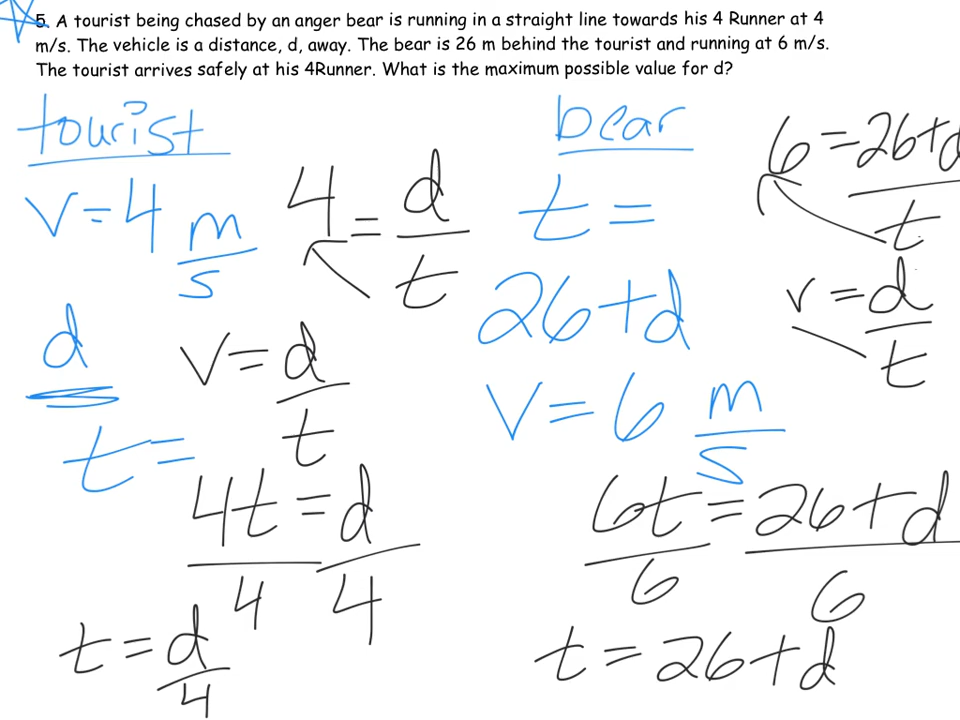 5. A tourist being chased by an anger bear is running in a straight line towards his 4 Runner at 4
m/s. The vehicle is a distance, d, away. The bear is 26 m behind the tourist and running at 6 m/s.
The tourist arrives safely at his 4Runner. What is the maximum possible value for d?
tourist
v=4 m/s
4=d/t
d
v=d/t
t=
4t=d
4 4
t=d/4
bear
t=
26+d
v=6 m/s
6=26+d/t
v=d/t
6t=26+d
6 6
t=26+d